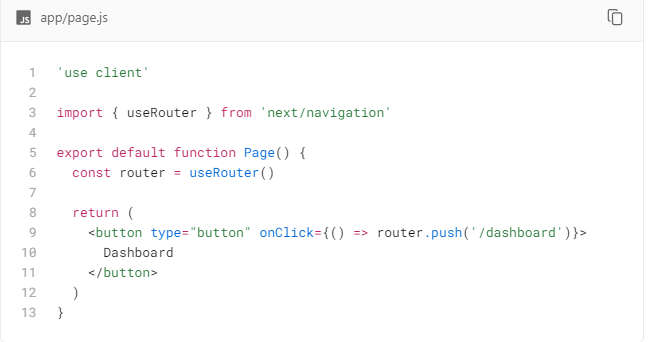 JS app/page.js
1 'use client'
2
3 import { useRouter } from 'next/navigation'
4
5 export default function Page() {
6   const router = useRouter()
7
8   return (
9     <button type="button" onClick={() => router.push('/dashboard')}>
10       Dashboard
11     </button>
12   )
13 }